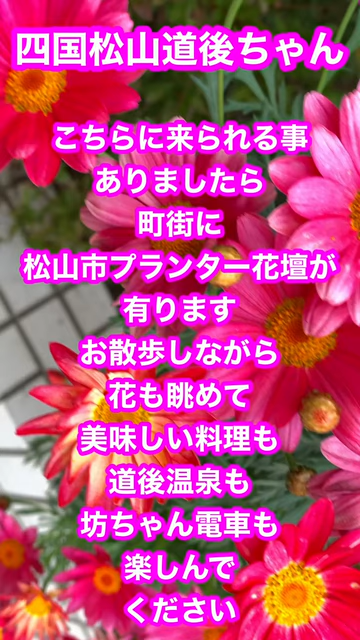 四国松山道後ちゃん
こちらに来られる事
ありましたら
町街に
松山市プランター花壇が
有ります
お散歩しながら
花も眺めて
美味しい料理も
道後温泉も
坊ちゃん電車も
楽しんで
ください